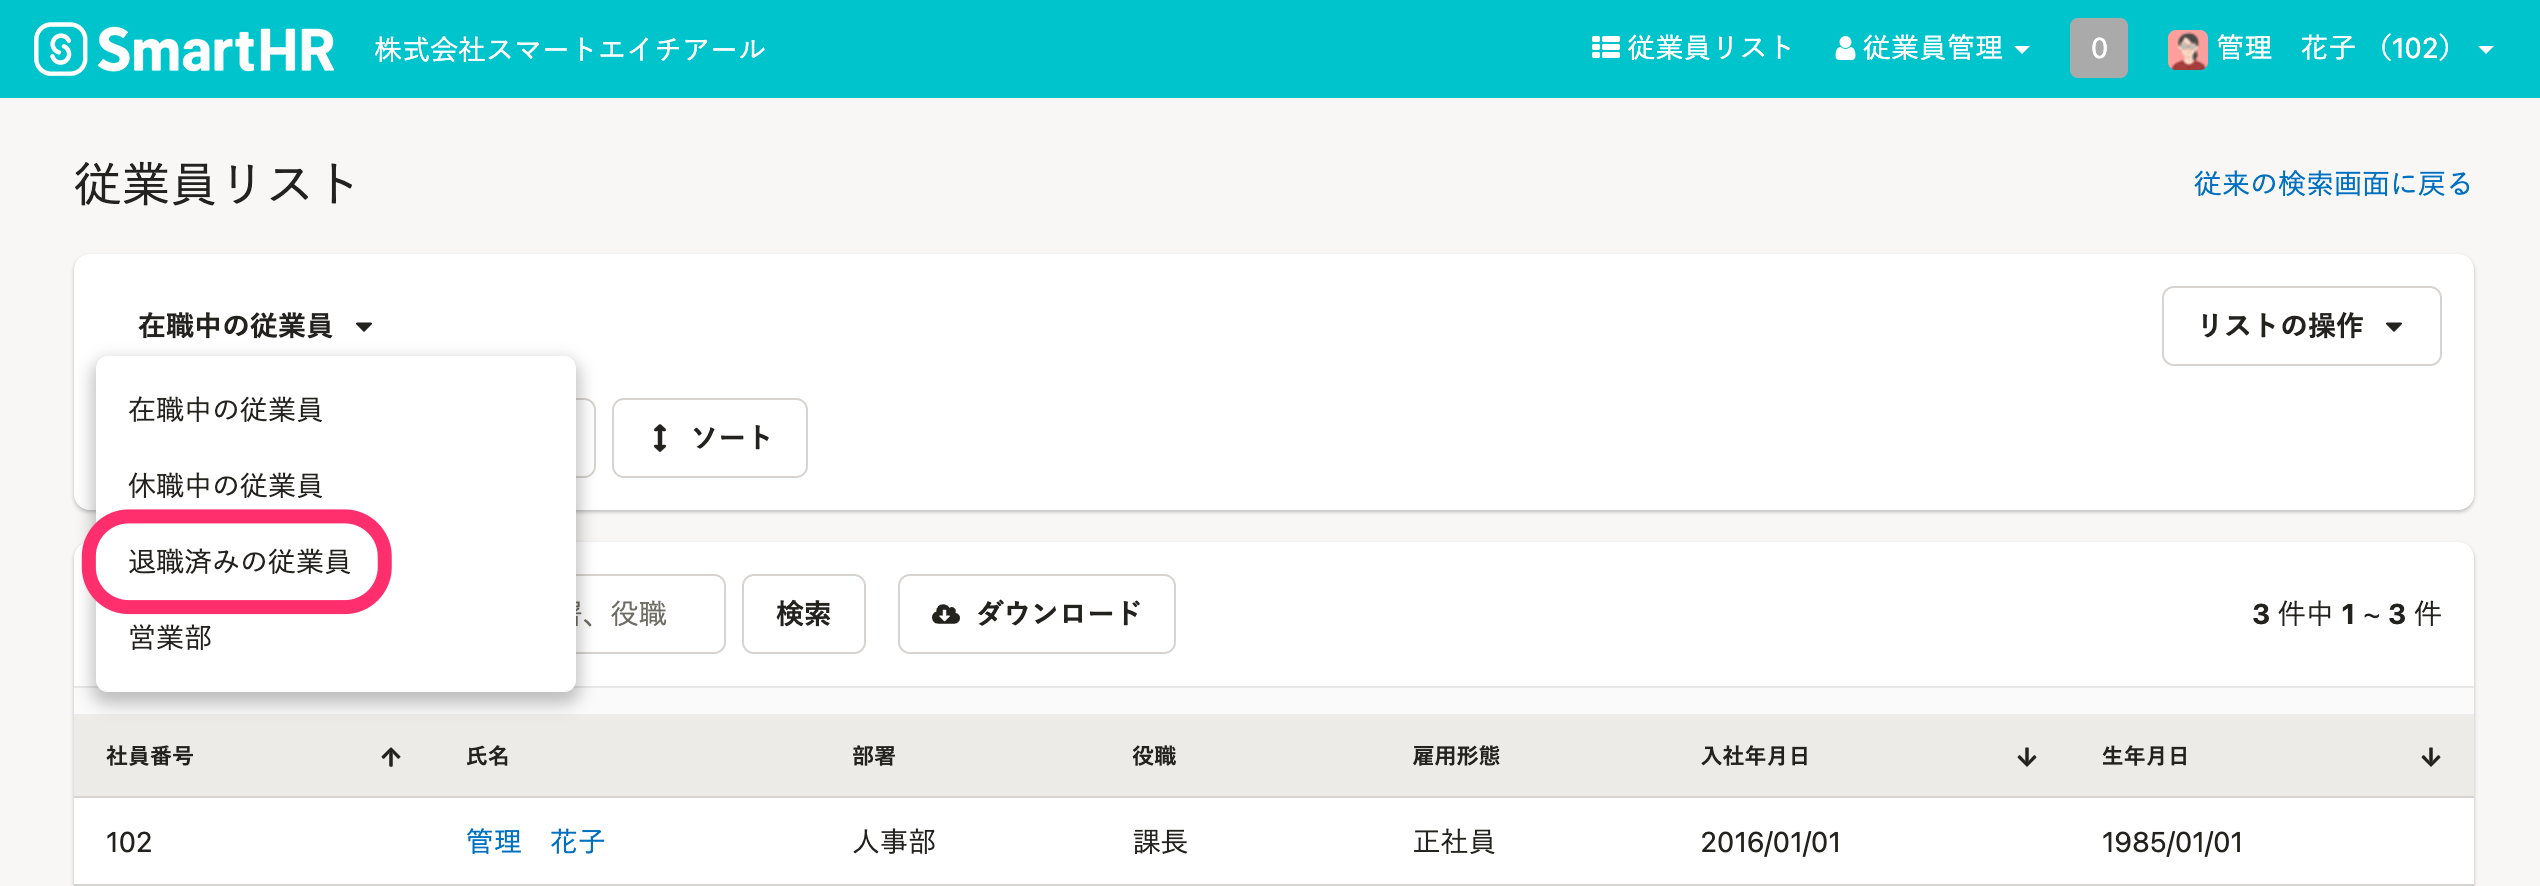 SmartHR 株式会社スマートエイチアール 従業員リスト 従業員管理 0 管理　花子（102）
従業員リスト 従来の検索画面に戻る
在職中の従業員 リストの操作
在職中の従業員
休職中の従業員
ソート
退職済みの従業員
営業部
、役職 検索 ダウンロード 3 件中 1 ~ 3 件
社員番号 氏名 部署 役職 雇用形態 入社年月日 生年月日
102 管理　花子 人事部 課長 正社員 2016/01/01 1985/01/01